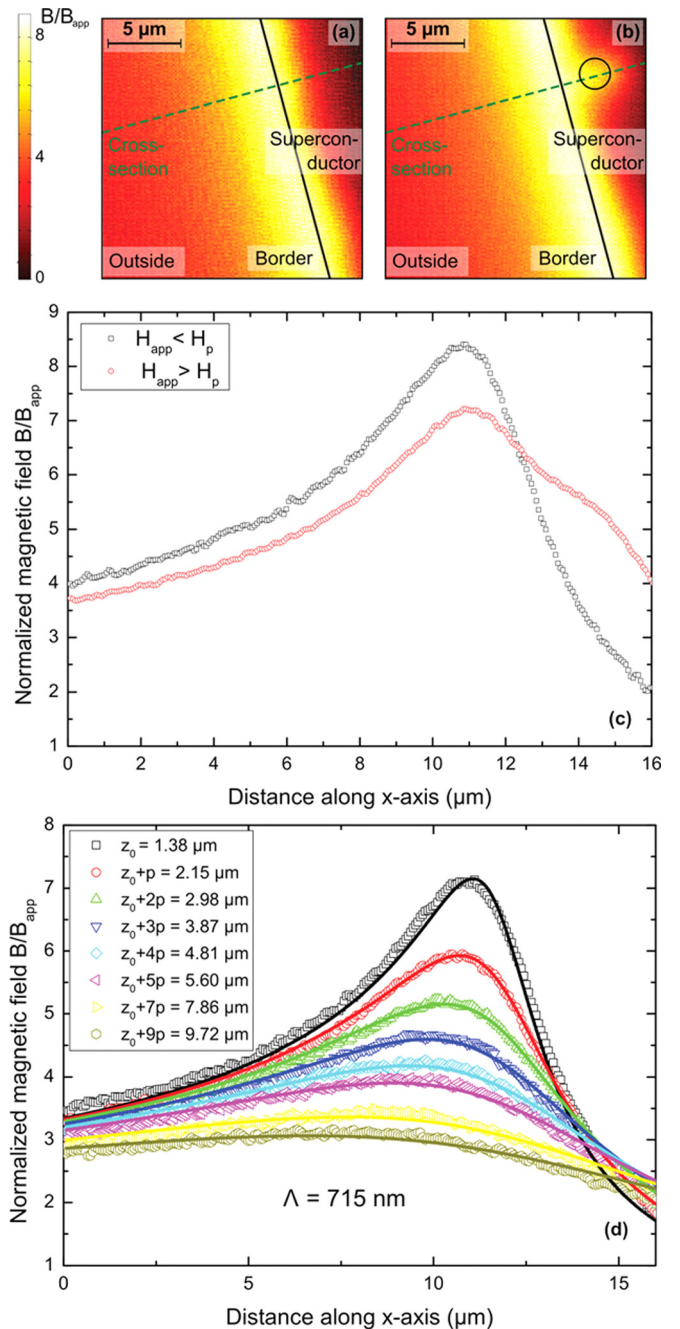 B/B_app
8
4
0
5 µm
(a)
Cross-
section
Supercon-
ductor
Outside
Border
5 µm
(b)
Cross-
section
Supercon-
ductor
Outside
Border
Normalized magnetic field B/B_app
9
8
7
6
5
4
3
2
1
H_app < H_p
H_app > H_p
(c)
0 2 4 6 8 10 12 14 16
Distance along x-axis (µm)
Normalized magnetic field B/B_app
8
7
6
5
4
3
2
1
z_0 = 1.38 µm
z_0+p = 2.15 µm
z_0+2p = 2.98 µm
z_0+3p = 3.87 µm
z_0+4p = 4.81 µm
z_0+5p = 5.60 µm
z_0+7p = 7.86 µm
z_0+9p = 9.72 µm
Λ = 715 nm
(d)
0 5 10 15
Distance along x-axis (µm)